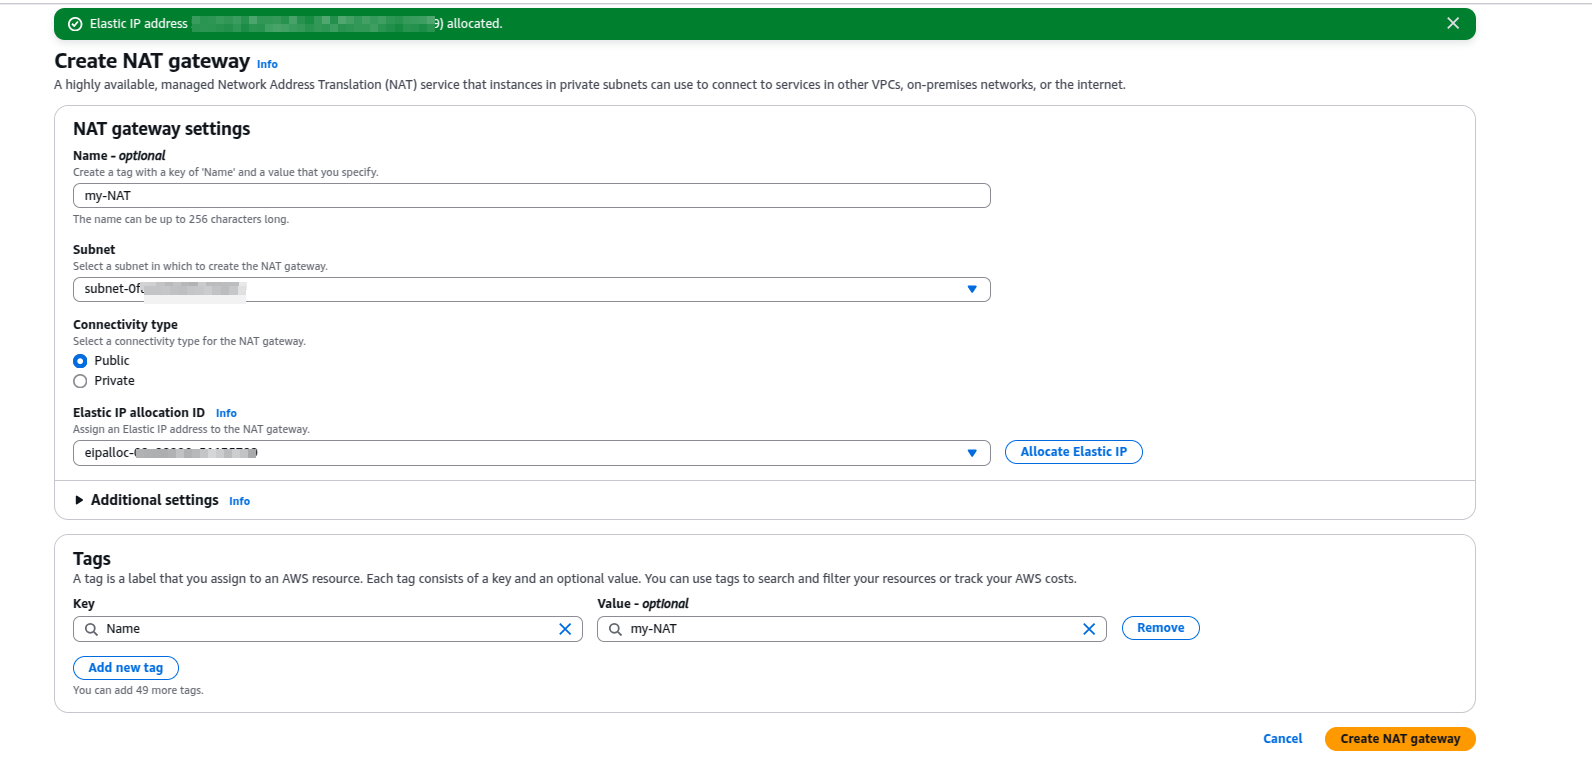 Elastic IP address 9) allocated.
Create NAT gateway Info
A highly available, managed Network Address Translation (NAT) service that instances in private subnets can use to connect to services in other VPCs, on-premises networks, or the internet.
NAT gateway settings
Name - optional
Create a tag with a key of 'Name' and a value that you specify.
my-NAT
The name can be up to 256 characters long.
Subnet
Select a subnet in which to create the NAT gateway.
subnet-0f
Connectivity type
Select a connectivity type for the NAT gateway.
Public
Private
Elastic IP allocation ID Info
Assign an Elastic IP address to the NAT gateway.
eipalloc-
Allocate Elastic IP
Additional settings Info
Tags
A tag is a label that you assign to an AWS resource. Each tag consists of a key and an optional value. You can use tags to search and filter your resources or track your AWS costs.
Key Value - optional
Name my-NAT Remove
Add new tag
You can add 49 more tags.
Cancel Create NAT gateway